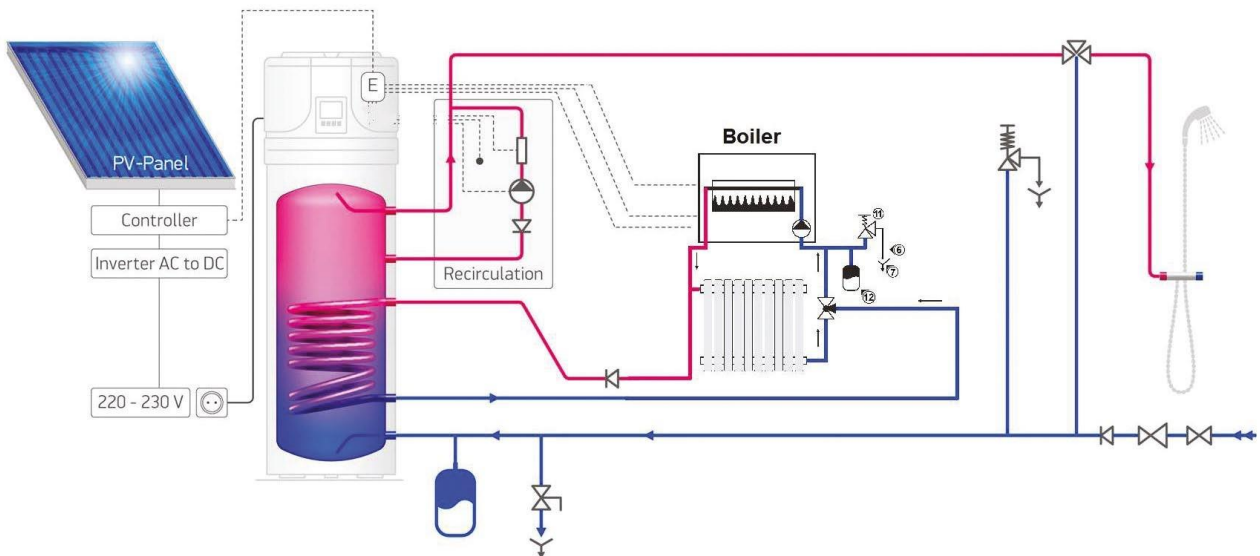 E
PV-Panel
Controller
Inverter AC to DC
220 - 230 V
Recirculation
Boiler
11
6
7
12